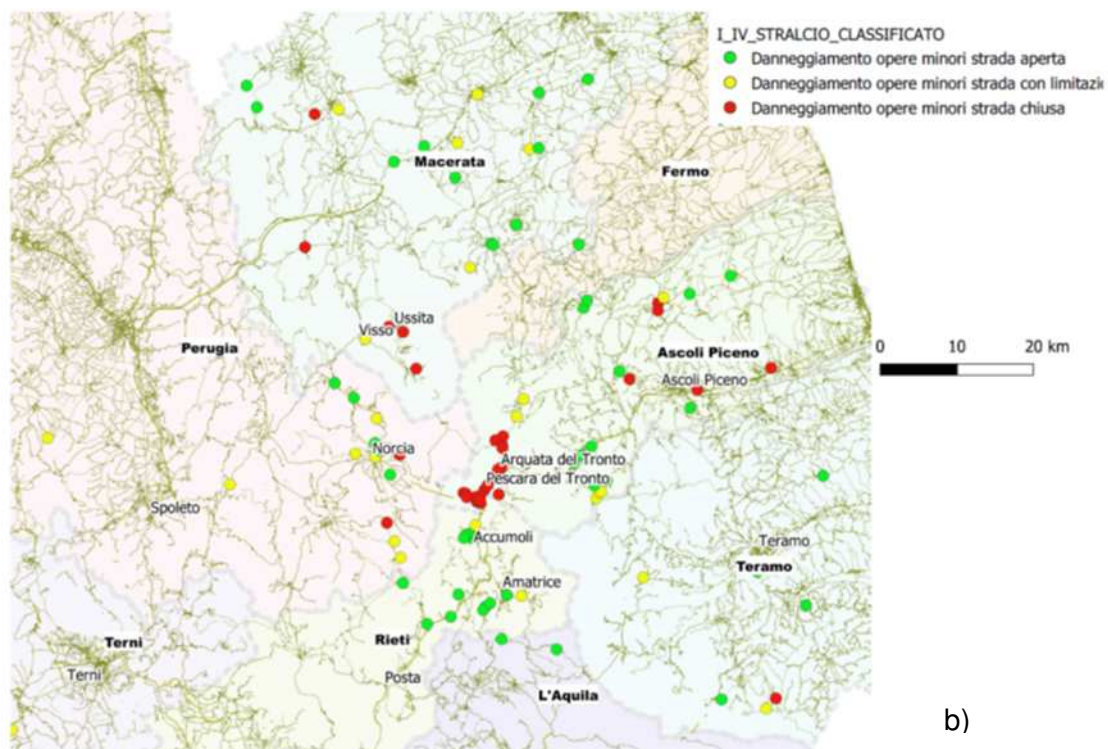 I_IV_STRALCIO_CLASSIFICATO
Danneggiamento opere minori strada aperta
Danneggiamento opere minori strada con limitazi
Danneggiamento opere minori strada chiusa
Macerata
Fermo
Ussita
Visso
Perugia
Ascoli Piceno
Ascoli Piceno
0 10 20 km
Norcia
Arquata del Tronto
Pescara del Tronto
Spoleto
Accumoli
Teramo
Teramo
Amatrice
Terni
Rieti
Terni
Posta
L'Aquila
b)